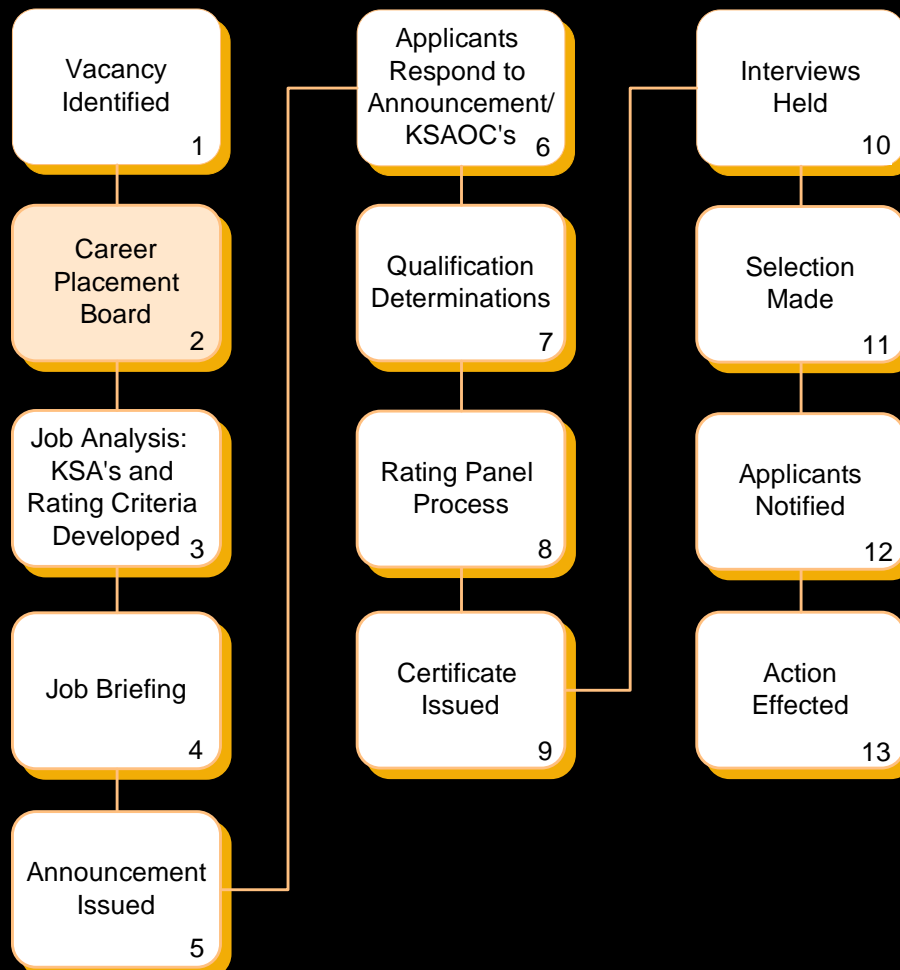 Vacancy
Identified
1
Career
Placement
Board
2
Job Analysis:
KSA's and
Rating Criteria
Developed
3
Job Briefing
4
Announcement
Issued
5
Applicants
Respond to
Announcement/
KSAOC's
6
Qualification
Determinations
7
Rating Panel
Process
8
Certificate
Issued
9
Interviews
Held
10
Selection
Made
11
Applicants
Notified
12
Action
Effected
13